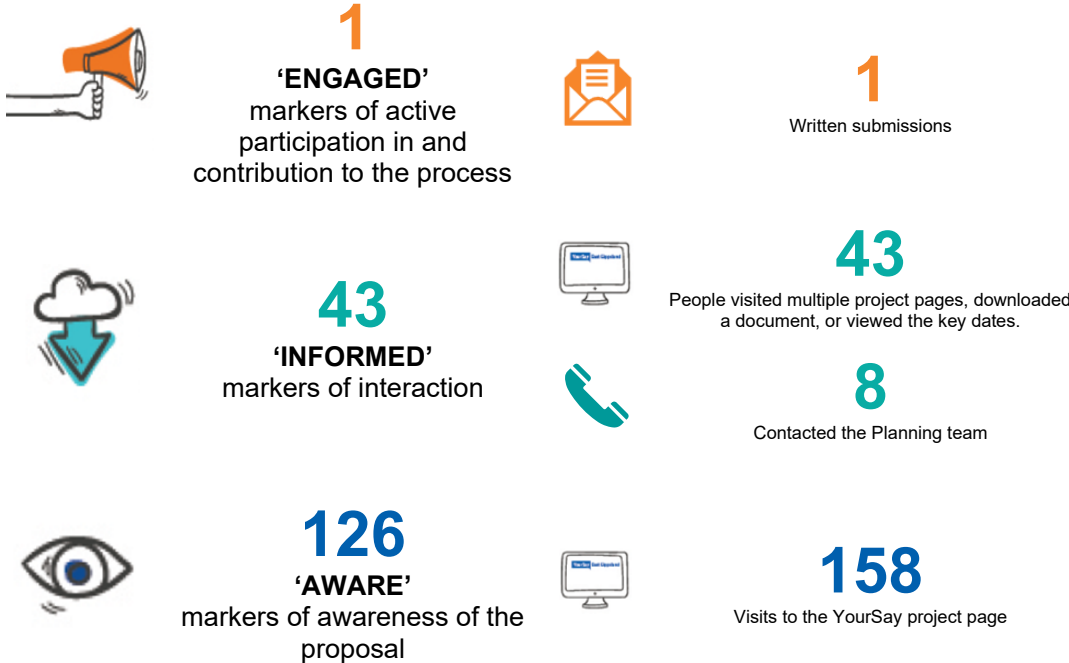 1
‘ENGAGED’
markers of active
participation in and
contribution to the process
1
Written submissions
43
‘INFORMED’
markers of interaction
43
People visited multiple project pages, downloaded
a document, or viewed the key dates.
8
Contacted the Planning team
126
‘AWARE’
markers of awareness of the
proposal
158
Visits to the YourSay project page